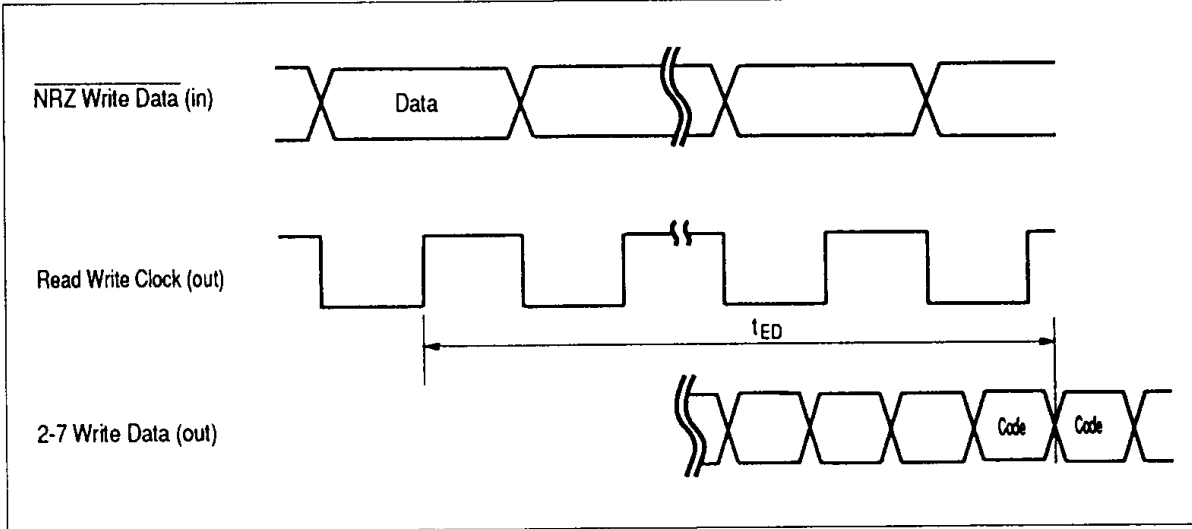 NRZ Write Data (in)
Data
Read Write Clock (out)
tED
2-7 Write Data (out)
Code
Code